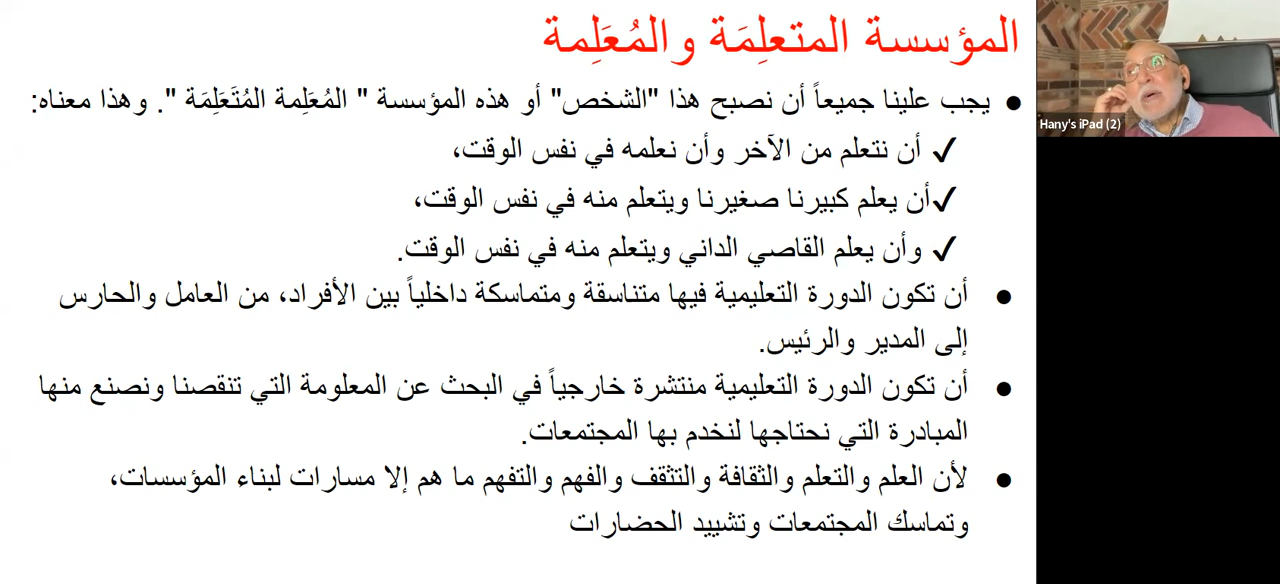 المؤسسة المتعلِمَة والمُعَلِمة
● يجب علينا جميعاً أن نصبح هذا "الشخص" أو هذه المؤسسة " المُعَلِمة المُتَعَلِمَة ". وهذا معناه:
✓ أن نتعلم من الآخر وأن نعلمه في نفس الوقت،
✓أن يعلم كبيرنا صغيرنا ويتعلم منه في نفس الوقت،
✓ وأن يعلم القاصي الداني ويتعلم منه في نفس الوقت.
● أن تكون الدورة التعليمية فيها متناسقة ومتماسكة داخلياً بين الأفراد، من العامل والحارس
إلى المدير والرئيس.
● أن تكون الدورة التعليمية منتشرة خارجياً في البحث عن المعلومة التي تنقصنا ونصنع منها
المبادرة التي نحتاجها لنخدم بها المجتمعات.
● لأن العلم والتعلم والثقافة والتثقف والفهم والتفهم ما هم إلا مسارات لبناء المؤسسات،
وتماسك المجتمعات وتشييد الحضارات
Hany's iPad (2)